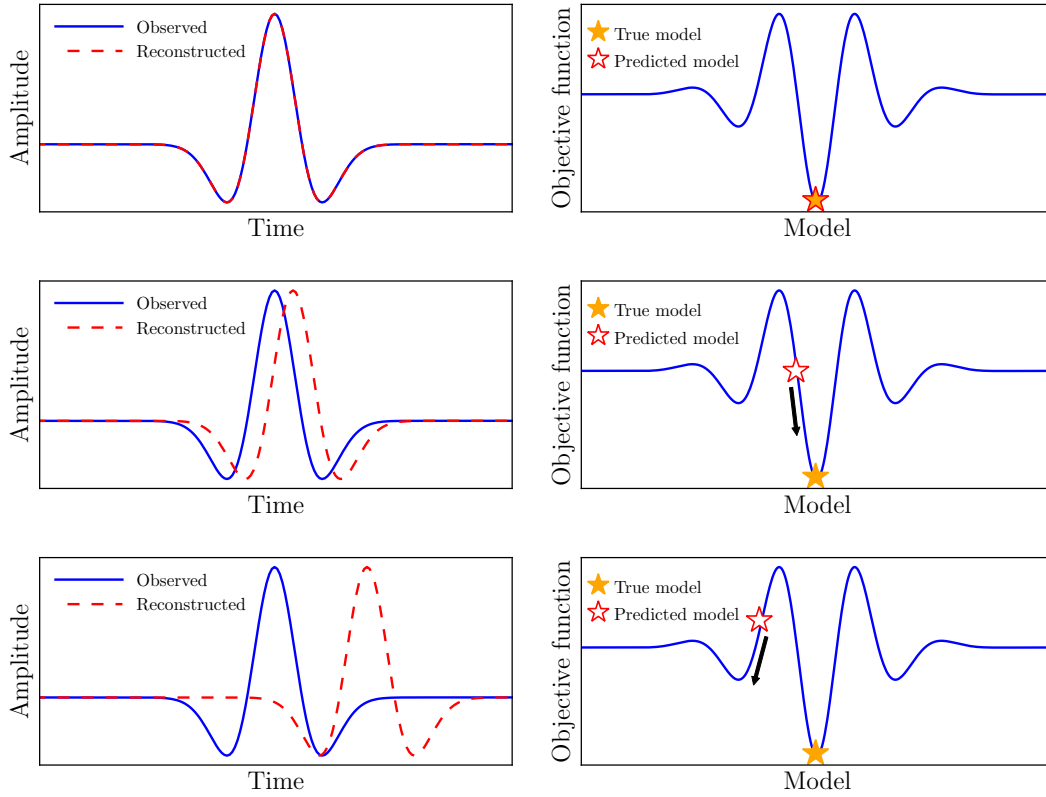 Amplitude
Observed
Reconstructed
Time
Objective function
True model
Predicted model
Model
Amplitude
Observed
Reconstructed
Time
Objective function
True model
Predicted model
Model
Amplitude
Observed
Reconstructed
Time
Objective function
True model
Predicted model
Model